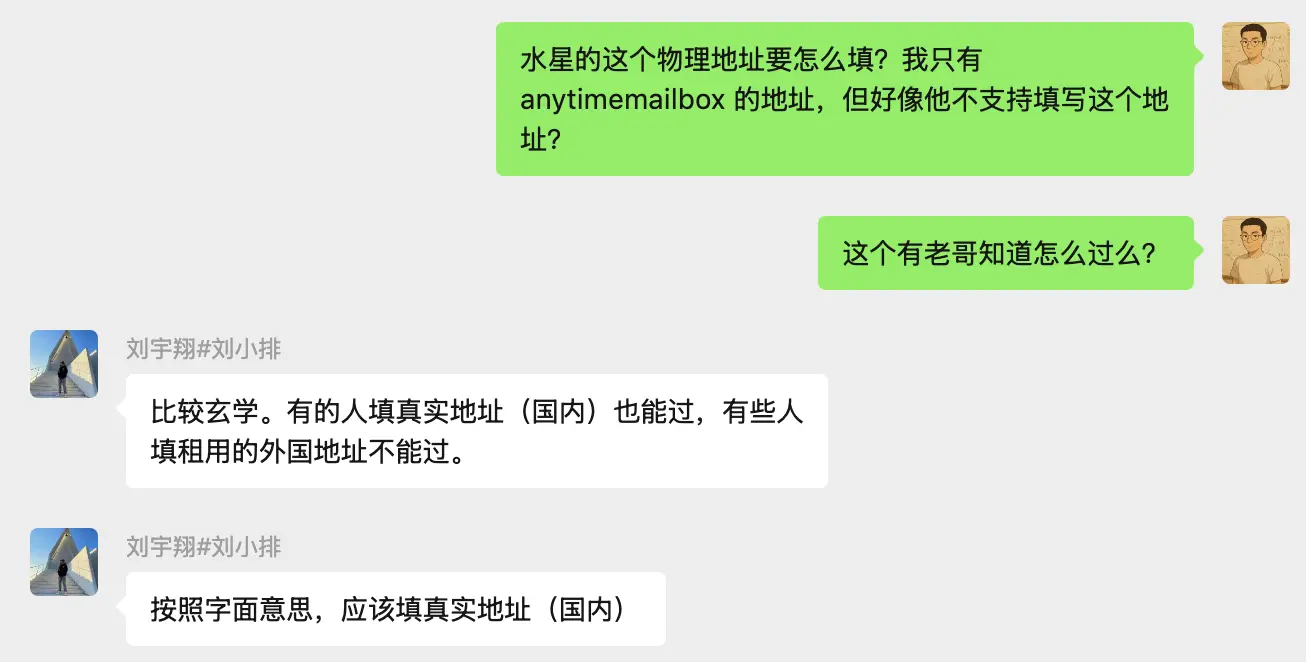 水星的这个物理地址要怎么填？我只有
anytimemailbox 的地址，但好像他不支持填写这个地
址？
这个有老哥知道怎么过么？
刘宇翔#刘小排
比较玄学。有的人填真实地址（国内）也能过，有些人
填租用的外国地址不能过。
刘宇翔#刘小排
按照字面意思，应该填真实地址（国内）